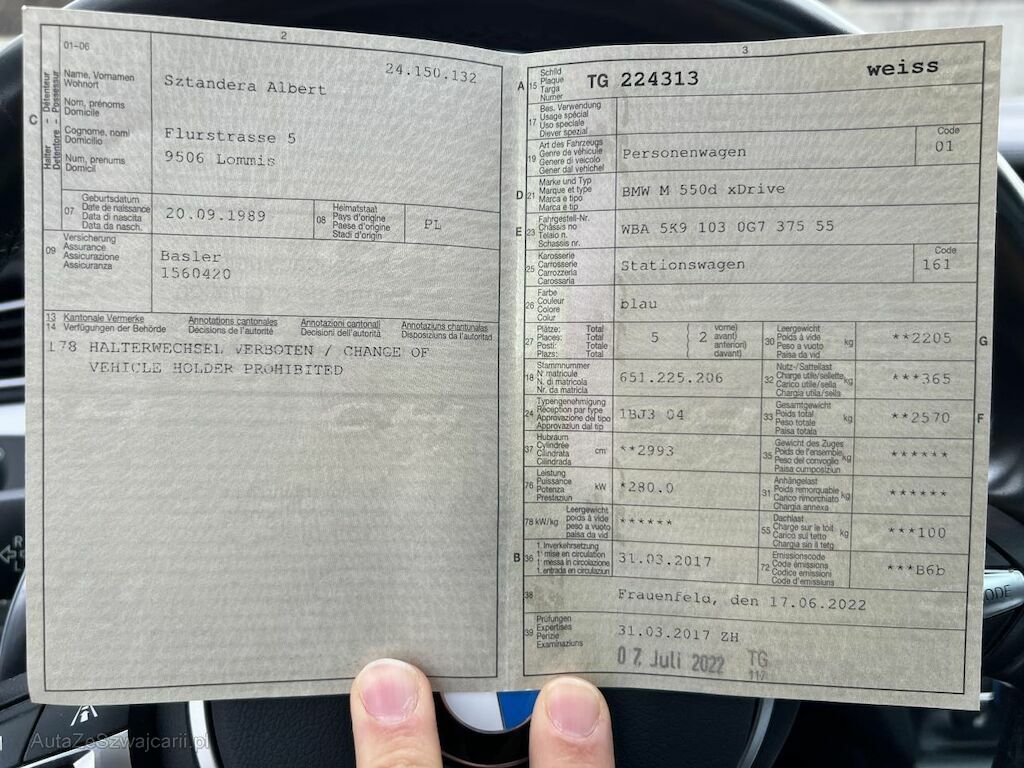 2
01-06
24.150.132
C
Halter - Détenteur
Detentore - Possessur
Name, Vornamen
Wohnort
Nom, prénoms
Domicile
Cognome, nomi
Domicilio
Num, prenums
Domicil
Sztandera Albert
Flurstrasse 5
9506 Lommis
07
Geburtsdatum
Date de naissance
Data di nascita
Data da nasch.
20.09.1989
08
Heimatstaat
Pays d'origine
Paese d'origine
Stadi d'origin
PL
09
Versicherung
Assurance
Assicurazione
Assicuranza
Basler
1560420
13 Kantonale Vermerke
14 Verfügungen der Behörde
Annotations cantonales
Décisions de l'autorité
Annotazioni cantonali
Decisioni dell'autorità
Annotaziuns chantunalas
Disposiziuns da l'autoritad
178 HALTERWECHSEL VERBOTEN / CHANGE OF
VEHICLE HOLDER PROHIBITED
3
A 15
Schild
Plaque
Targa
Numer
TG 224313 weiss
17
Bes. Verwendung
Usage spécial
Uso speciale
Diever spezial
19
Art des Fahrzeugs
Genre de véhicule
Genere di veicolo
Gener dal vehichel
Personenwagen
Code
01
D 21
Marke und Typ
Marque et type
Marca e tipo
Marca e tip
BMW M 550d xDrive
E 23
Fahrgestell-Nr.
Châssis no
Telaio n.
Schassis nr.
WBA 5K9 103 0G7 375 55
25
Karosserie
Carrosserie
Carrozzeria
Carossaria
Stationswagen
Code
161
26
Farbe
Couleur
Colore
Colur
blau
27
Plätze: Total
Places: Total
Posti: Totale
Plazs: Total
5 { 2
vorne)
avant)
anteriori)
davant)
30
Leergewicht
Poids à vide
Peso a vuoto
Paisa da vid
kg
**2205
G
18
Stammnummer
N° matricule
N. di matricola
Nr. da matricla
651.225.206
32
Nutz-/Sattellast
Charge utile/sellette
Carico utile/sella
Chargia utila/sella
kg
***365
24
Typengenehmigung
Réception par type
Approvazione del tipo
Approvaziun dal tip
1BJ3 04
33
Gesamtgewicht
Poids total
Peso totale
Paisa totala
kg
**2570
F
37
Hubraum
Cylindrée
Cilindrata
Cilindrada
cm³
**2993
35
Gewicht des Zuges
Poids de l'ensemble
Peso del convoglio
Paisa cumposiziun
kg
******
76
Leistung
Puissance
Potenza
Prestaziun
kW
*280.0
31
Anhängelast
Poids remorquable
Carico rimorchiato
Chargia annexa
kg
******
78 kW/kg
Leergewicht
poids à vide
peso a vuoto
paisa da vid
******
55
Dachlast
Charge sur le toit
Carico sul tetto
Chargia sin il tetg
kg
***100
B 36
1. Inverkehrsetzung
1re mise en circulation
1a messa in circolazione
1. entrada en circulaziun
31.03.2017
72
Emissionscode
Code émissions
Codice emissioni
Code d'emissiuns
***B6b
38
Frauenfeld, den 17.06.2022
39
Prüfungen
Expertises
Perizie
Examinaziuns
31.03.2017 ZH
07. Juli 2022 TG
117
AutaZeSzwajcarii.pl